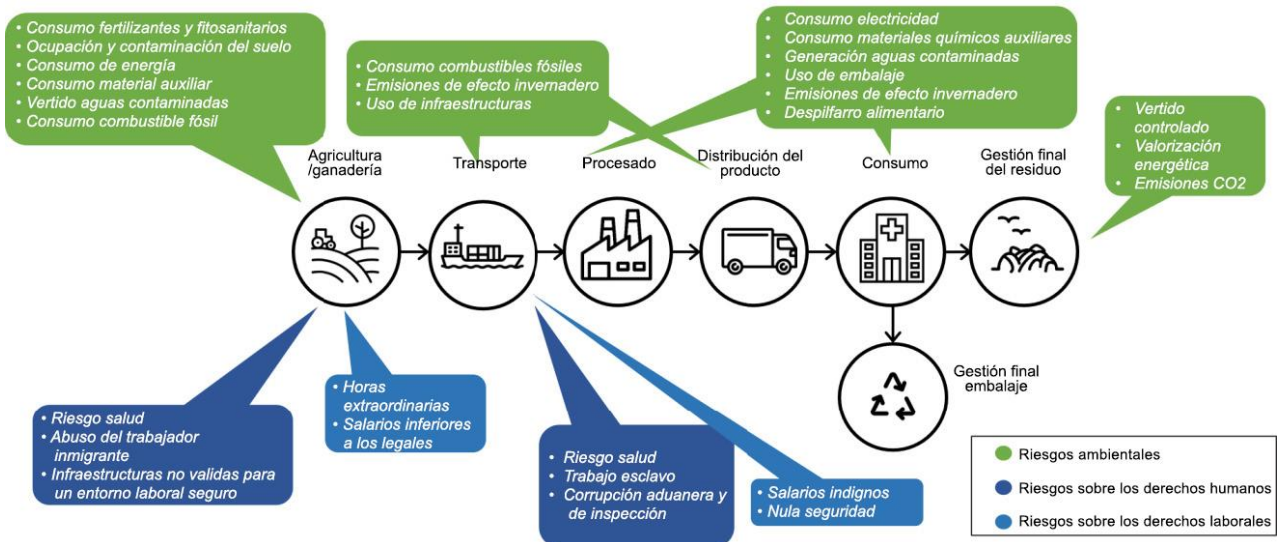 • Consumo fertilizantes y fitosanitarios
• Ocupación y contaminación del suelo
• Consumo de energía
• Consumo material auxiliar
• Vertido aguas contaminadas
• Consumo combustible fósil
• Consumo combustibles fósiles
• Emisiones de efecto invernadero
• Uso de infraestructuras
• Consumo electricidad
• Consumo materiales químicos auxiliares
• Generación aguas contaminadas
• Uso de embalaje
• Emisiones de efecto invernadero
• Despilfarro alimentario
• Vertido
controlado
• Valorización
energética
• Emisiones CO2
Agricultura
/ganadería
Transporte
Procesado
Distribución del
producto
Consumo
Gestión final
del residuo
Gestión final
embalaje
• Riesgo salud
• Abuso del trabajador
inmigrante
• Infraestructuras no validas para
un entorno laboral seguro
• Horas
extraordinarias
• Salarios inferiores
a los legales
• Riesgo salud
• Trabajo esclavo
• Corrupción aduanera y
de inspección
• Salarios indignos
• Nula seguridad
Riesgos ambientales
Riesgos sobre los derechos humanos
Riesgos sobre los derechos laborales